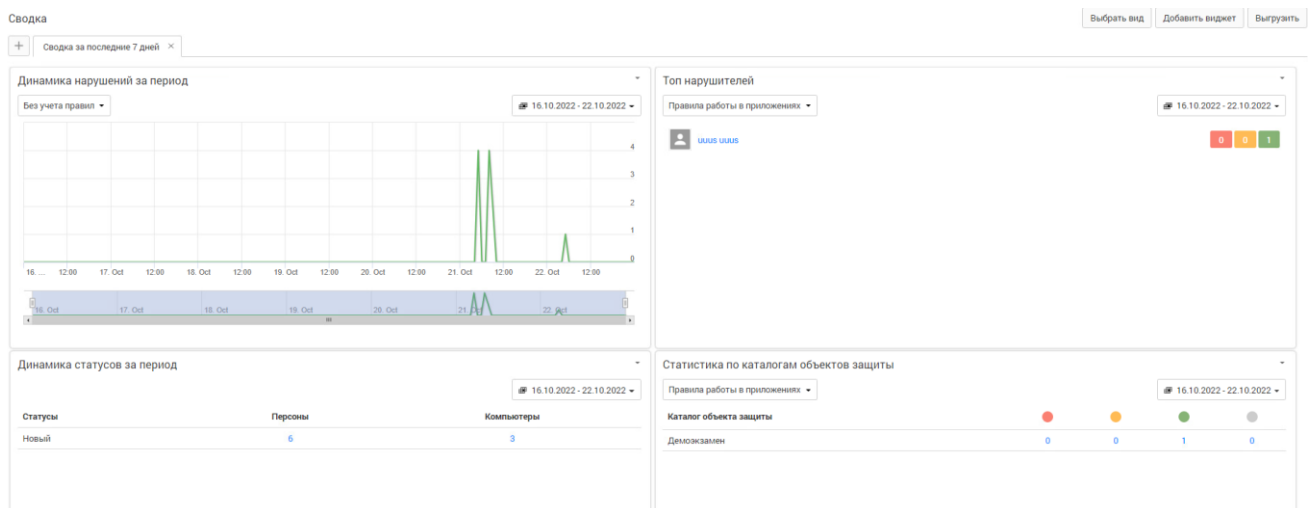 Сводка
Выбрать вид Добавить виджет Выгрузить
+ Сводка за последние 7 дней ×
Динамика нарушений за период
Без учета правил 16.10.2022 - 22.10.2022
4
3
2
1
0
16. ... 12:00 17. Oct 12:00 18. Oct 12:00 19. Oct 12:00 20. Oct 12:00 21. Oct 12:00 22. Oct 12:00
16. Oct 17. Oct 18. Oct 19. Oct 20. Oct 21. Oct 22. Oct
Топ нарушителей
Правила работы в приложениях 16.10.2022 - 22.10.2022
uuus uuus 0 0 1
Динамика статусов за период
16.10.2022 - 22.10.2022
Статусы Персоны Компьютеры
Новый 6 3
Статистика по каталогам объектов защиты
Правила работы в приложениях 16.10.2022 - 22.10.2022
Каталог объекта защиты
Демоэкзамен 0 0 1 0